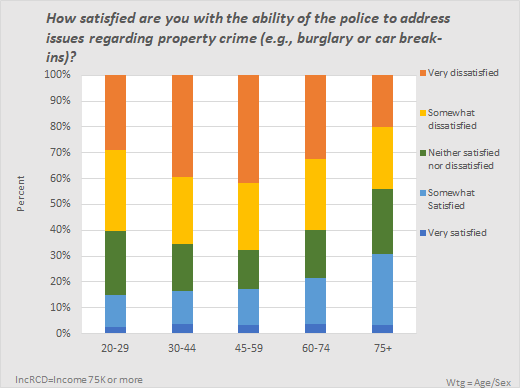 How satisfied are you with the ability of the police to address
issues regarding property crime (e.g., burglary or car break-
ins)?
100%
90%
80%
70%
60%
50%
40%
30%
20%
10%
0%
Percent
20-29
30-44
45-59
60-74
75+
Very dissatisfied
Somewhat
dissatisfied
Neither satisfied
nor dissatisfied
Somewhat
Satisfied
Very satisfied
IncRCD=Income 75K or more
Wtg = Age/Sex